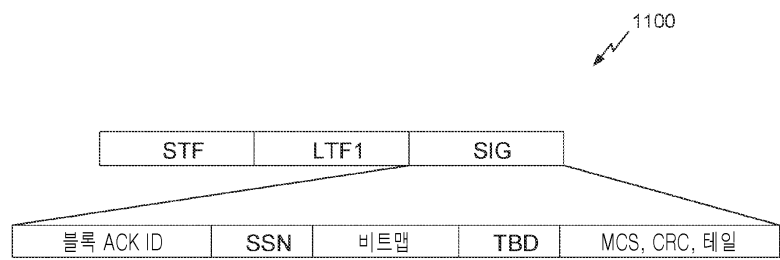 1100
STF LTF1 SIG
블록 ACK ID SSN 비트맵 TBD MCS, CRC, 테일